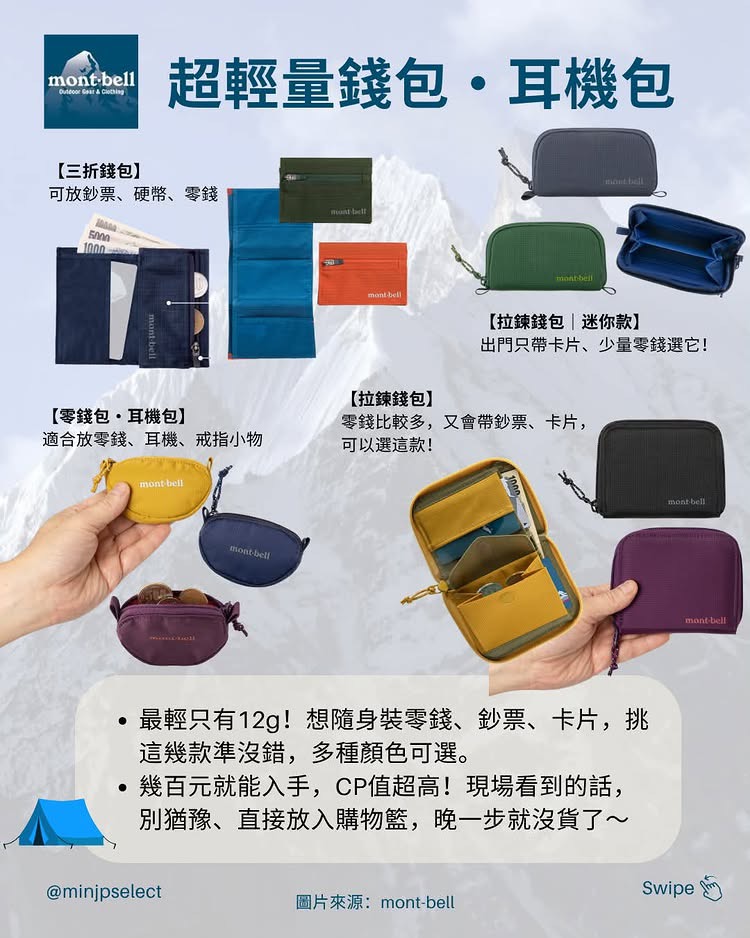 mont-bell
Outdoor Gear & Clothing
超輕量錢包・耳機包
【三折錢包】
可放鈔票、硬幣、零錢
mont-bell
mont-bell
10000
5000
1000
mont-bell
mont-bell
mont-bell
【拉鍊錢包｜迷你款】
出門只帶卡片、少量零錢選它！
【零錢包・耳機包】
適合放零錢、耳機、戒指小物
mont-bell
mont-bell
mont-bell
【拉鍊錢包】
零錢比較多，又會帶鈔票、卡片，
可以選這款！
1000
mont-bell
mont-bell
• 最輕只有12g！想隨身裝零錢、鈔票、卡片，挑
這幾款準沒錯，多種顏色可選。
• 幾百元就能入手，CP值超高！現場看到的話，
別猶豫、直接放入購物籃，晚一步就沒貨了～
@minjpselect
圖片來源：mont-bell
Swipe